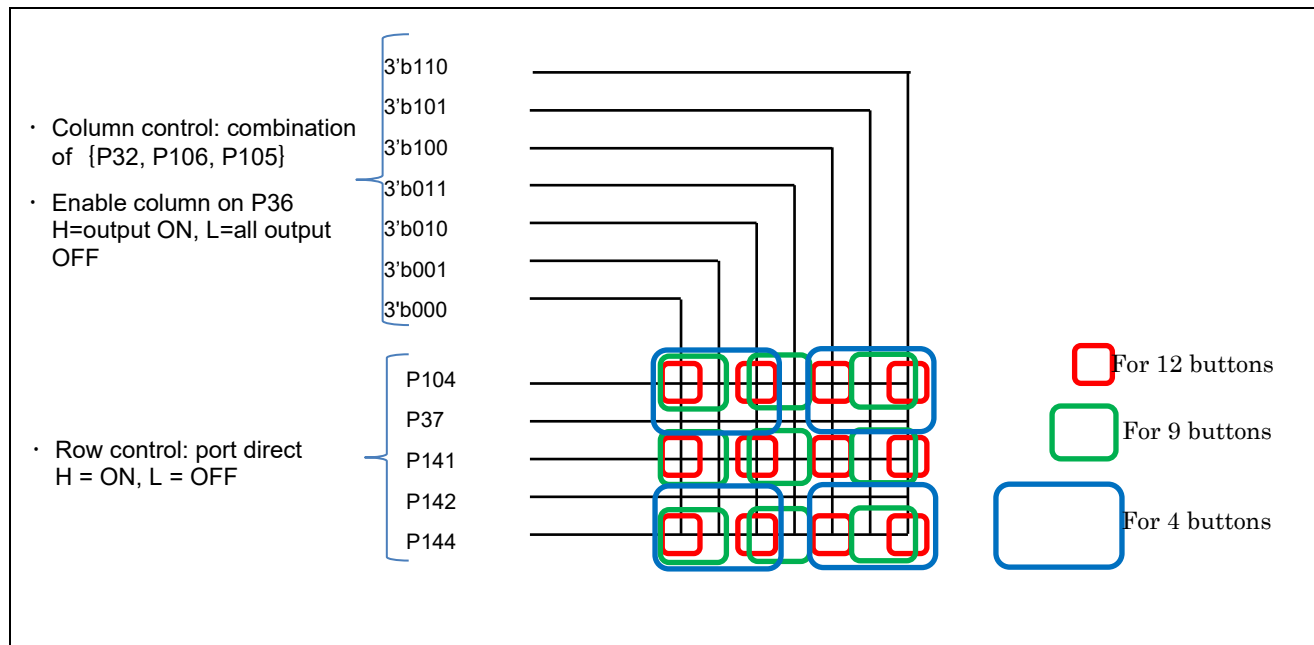 ・ Column control: combination
of {P32, P106, P105}
・ Enable column on P36
H=output ON, L=all output
OFF
3’b110
3’b101
3’b100
3’b011
3’b010
3’b001
3'b000
・ Row control: port direct
H = ON, L = OFF
P104
P37
P141
P142
P144
For 12 buttons
For 9 buttons
For 4 buttons